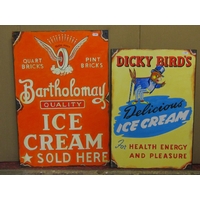 QUART BRICKS
PINT BRICKS
Bartholomay
QUALITY
ICE
CREAM
SOLD HERE
DICKY BIRD'S
Delicious
ICE CREAM
For HEALTH ENERGY
AND PLEASURE